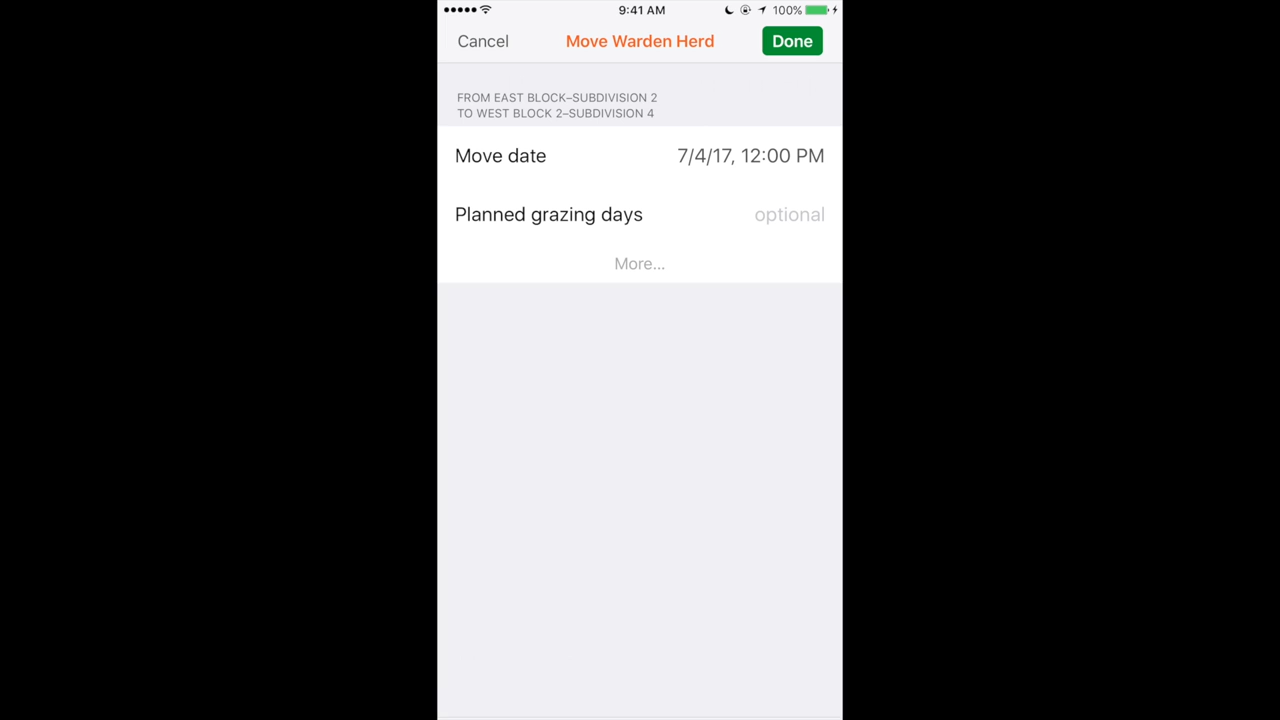 9:41 AM 100%
Cancel Move Warden Herd Done
FROM EAST BLOCK–SUBDIVISION 2
TO WEST BLOCK 2–SUBDIVISION 4
Move date 7/4/17, 12:00 PM
Planned grazing days optional
More...